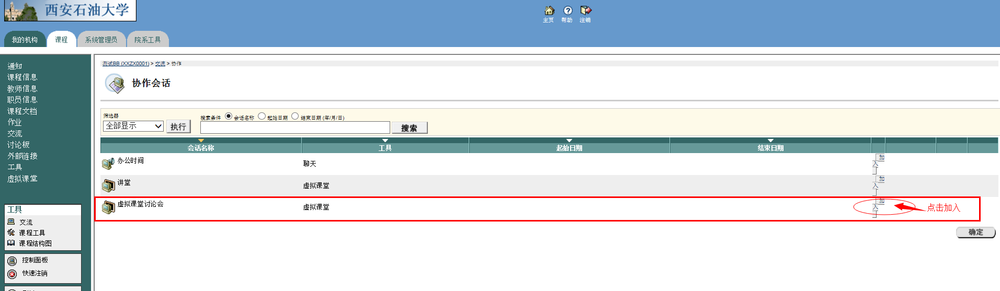 西安石油大学
主页 帮助 注销
我的机构 课程 系统管理员 院系工具
通知
课程信息
教师信息
职员信息
课程文档
作业
交流
讨论板
外部链接
工具
虚拟课堂
工具
交流
课程工具
课程结构图
控制面板
快速注销
测试BB (XXZX0001) > 交流 > 协作
协作会话
筛选器
全部显示 执行
搜索条件 会话名称 起始日期 结束日期 (年/月/日)
搜索
会话名称 工具 起始日期 结束日期
办公时间 聊天 加入
讲堂 虚拟课堂 加入
虚拟课堂讨论会 虚拟课堂 加入 点击加入
确定